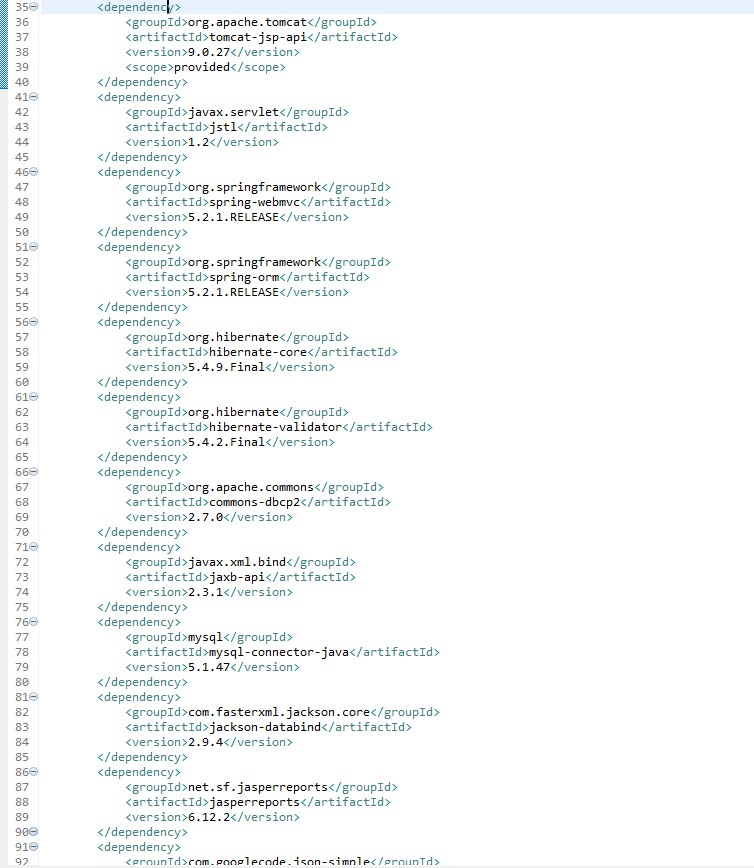 35 <dependency>
36 <groupId>org.apache.tomcat</groupId>
37 <artifactId>tomcat-jsp-api</artifactId>
38 <version>9.0.27</version>
39 <scope>provided</scope>
40 </dependency>
41 <dependency>
42 <groupId>javax.servlet</groupId>
43 <artifactId>jstl</artifactId>
44 <version>1.2</version>
45 </dependency>
46 <dependency>
47 <groupId>org.springframework</groupId>
48 <artifactId>spring-webmvc</artifactId>
49 <version>5.2.1.RELEASE</version>
50 </dependency>
51 <dependency>
52 <groupId>org.springframework</groupId>
53 <artifactId>spring-orm</artifactId>
54 <version>5.2.1.RELEASE</version>
55 </dependency>
56 <dependency>
57 <groupId>org.hibernate</groupId>
58 <artifactId>hibernate-core</artifactId>
59 <version>5.4.9.Final</version>
60 </dependency>
61 <dependency>
62 <groupId>org.hibernate</groupId>
63 <artifactId>hibernate-validator</artifactId>
64 <version>5.4.2.Final</version>
65 </dependency>
66 <dependency>
67 <groupId>org.apache.commons</groupId>
68 <artifactId>commons-dbcp2</artifactId>
69 <version>2.7.0</version>
70 </dependency>
71 <dependency>
72 <groupId>javax.xml.bind</groupId>
73 <artifactId>jaxb-api</artifactId>
74 <version>2.3.1</version>
75 </dependency>
76 <dependency>
77 <groupId>mysql</groupId>
78 <artifactId>mysql-connector-java</artifactId>
79 <version>5.1.47</version>
80 </dependency>
81 <dependency>
82 <groupId>com.fasterxml.jackson.core</groupId>
83 <artifactId>jackson-databind</artifactId>
84 <version>2.9.4</version>
85 </dependency>
86 <dependency>
87 <groupId>net.sf.jasperreports</groupId>
88 <artifactId>jasperreports</artifactId>
89 <version>6.12.2</version>
90 </dependency>
91 <dependency>
92 <groupId>com.googlecode.json-simple</groupId>